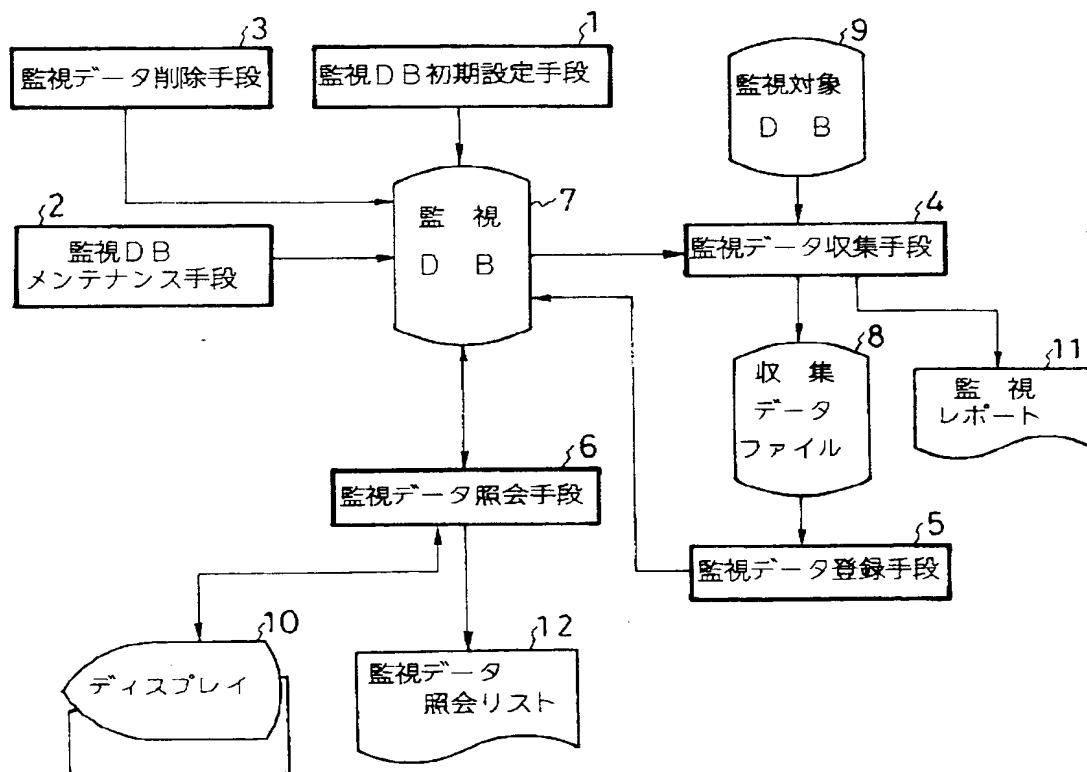 3
監視データ削除手段
1
監視DB初期設定手段
9
監視対象
D B
2
監視DB
メンテナンス手段
7
監 視
D B
4
監視データ収集手段
8
収 集
データ
ファイル
11
監 視
レポート
6
監視データ照会手段
5
監視データ登録手段
10
ディスプレイ
12
監視データ
照会リスト